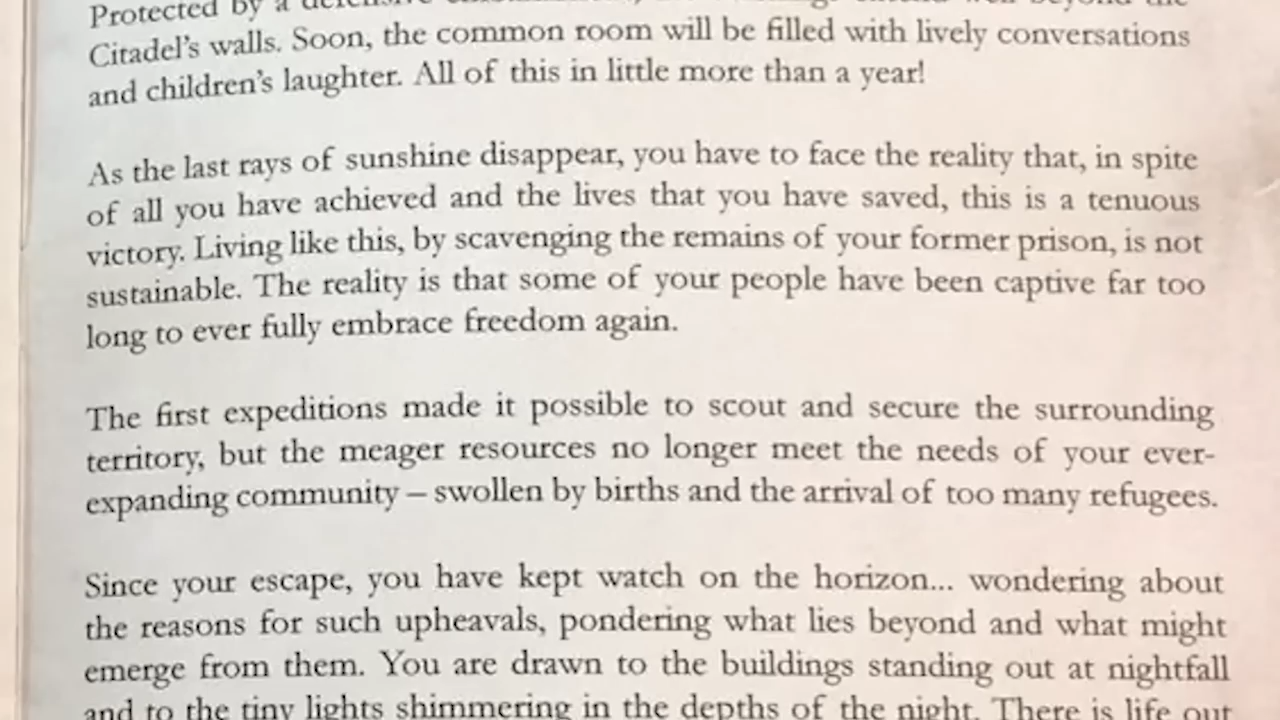 Protected by a defensive
Citadel's walls. Soon, the common room will be filled with lively conversations
and children's laughter. All of this in little more than a year!
As the last rays of sunshine disappear, you have to face the reality that, in spite
of all you have achieved and the lives that you have saved, this is a tenuous
victory. Living like this, by scavenging the remains of your former prison, is not
sustainable. The reality is that some of your people have been captive far too
long to ever fully embrace freedom again.
The first expeditions made it possible to scout and secure the surrounding
territory, but the meager resources no longer meet the needs of your ever-
expanding community – swollen by births and the arrival of too many refugees.
Since your escape, you have kept watch on the horizon... wondering about
the reasons for such upheavals, pondering what lies beyond and what might
emerge from them. You are drawn to the buildings standing out at nightfall
and to the tiny lights shimmering in the depths of the night. There is life out